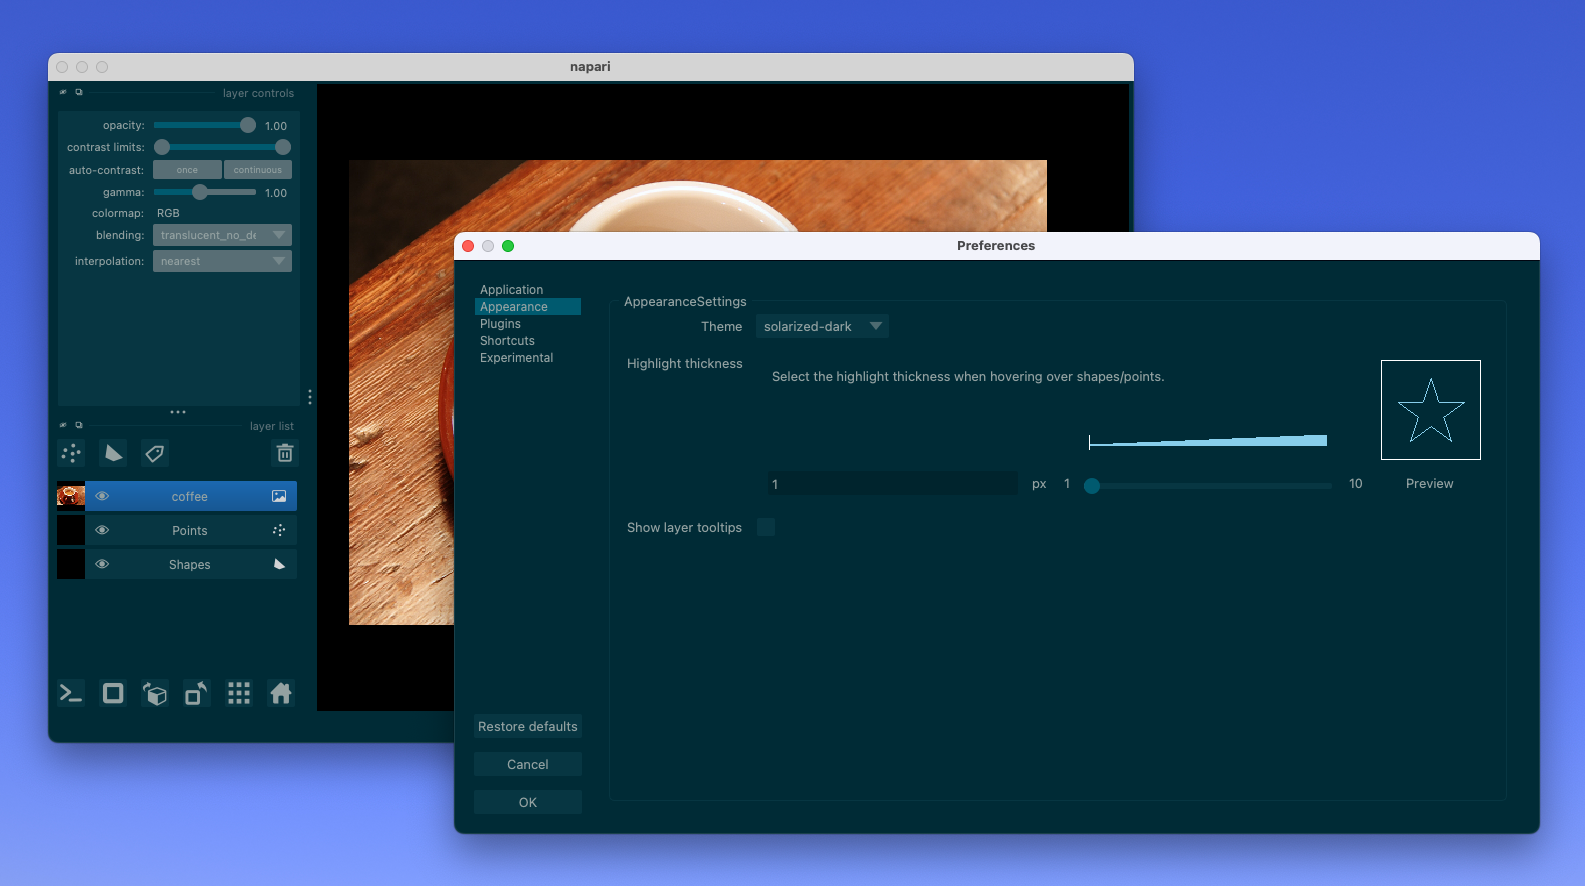 napari
layer controls
opacity: 1.00
contrast limits:
auto-contrast: once continuous
gamma: 1.00
colormap: RGB
blending: translucent_no_de
interpolation: nearest
layer list
coffee
Points
Shapes
Preferences
Application
Appearance
Plugins
Shortcuts
Experimental
Restore defaults
Cancel
OK
AppearanceSettings
Theme solarized-dark
Highlight thickness
Select the highlight thickness when hovering over shapes/points.
1 px 1 10 Preview
Show layer tooltips